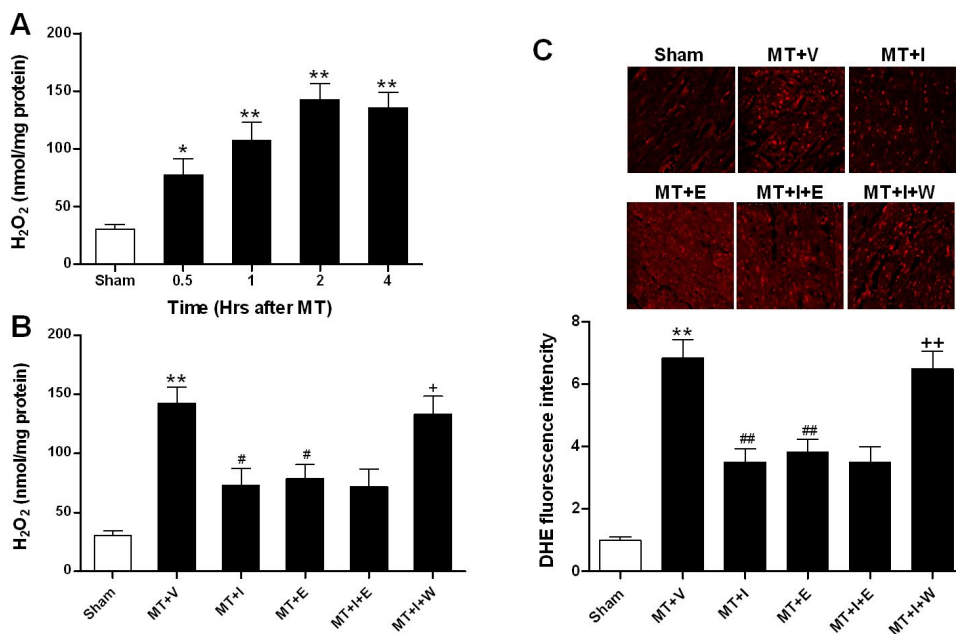 A
H₂O₂ (nmol/mg protein)
200
150
100
50
0
*
**
**
**
Sham
0.5
1
2
4
Time (Hrs after MT)
B
H₂O₂ (nmol/mg protein)
200
150
100
50
0
**
#
#
+
Sham
MT+V
MT+I
MT+E
MT+I+E
MT+I+W
C
Sham
MT+V
MT+I
MT+E
MT+I+E
MT+I+W
DHE fluorescence intencity
8
6
4
2
0
**
##
##
++
Sham
MT+V
MT+I
MT+E
MT+I+E
MT+I+W